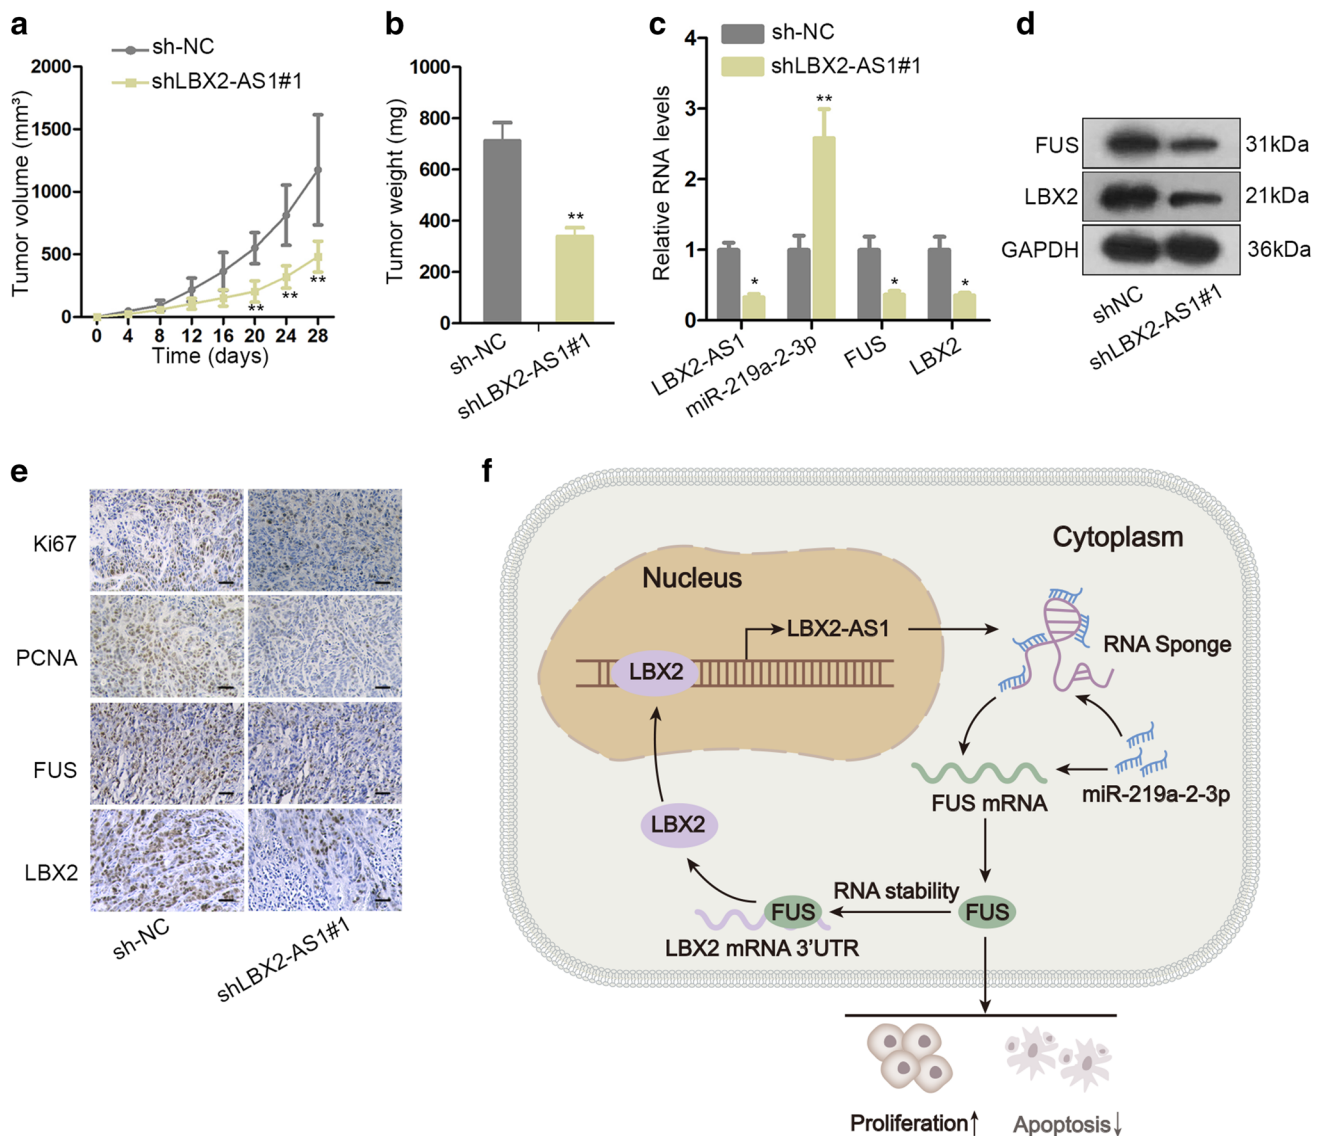 a
sh-NC
shLBX2-AS1#1
Tumor volume (mm³)
2000
1500
1000
500
0
0 4 8 12 16 20 24 28
** ** **
Time (days)
b
Tumor weight (mg)
1000
800
600
400
200
0
**
sh-NC
shLBX2-AS1#1
c
sh-NC
shLBX2-AS1#1
Relative RNA levels
4
3
2
1
0
* ** * *
LBX2-AS1
miR-219a-2-3p
FUS
LBX2
d
FUS 31kDa
LBX2 21kDa
GAPDH 36kDa
shNC
shLBX2-AS1#1
e
Ki67
PCNA
FUS
LBX2
sh-NC
shLBX2-AS1#1
f
Cytoplasm
Nucleus
LBX2-AS1
RNA Sponge
LBX2
miR-219a-2-3p
FUS mRNA
LBX2
RNA stability
FUS
FUS
LBX2 mRNA 3'UTR
Proliferation↑
Apoptosis↓